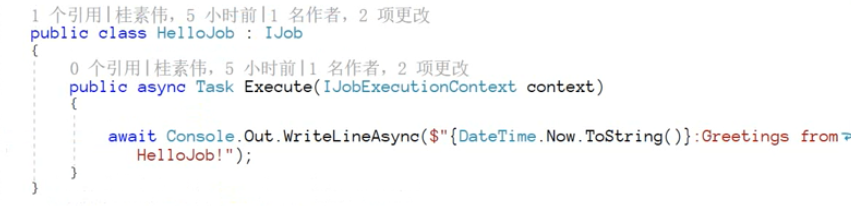 1 个引用|桂素伟，5 小时前|1 名作者，2 项更改
public class HelloJob : IJob
{
0 个引用|桂素伟，5 小时前|1 名作者，2 项更改
public async Task Execute(IJobExecutionContext context)
{
await Console.Out.WriteLineAsync($"{DateTime.Now.ToString()}:Greetings from
HelloJob!");
}
}